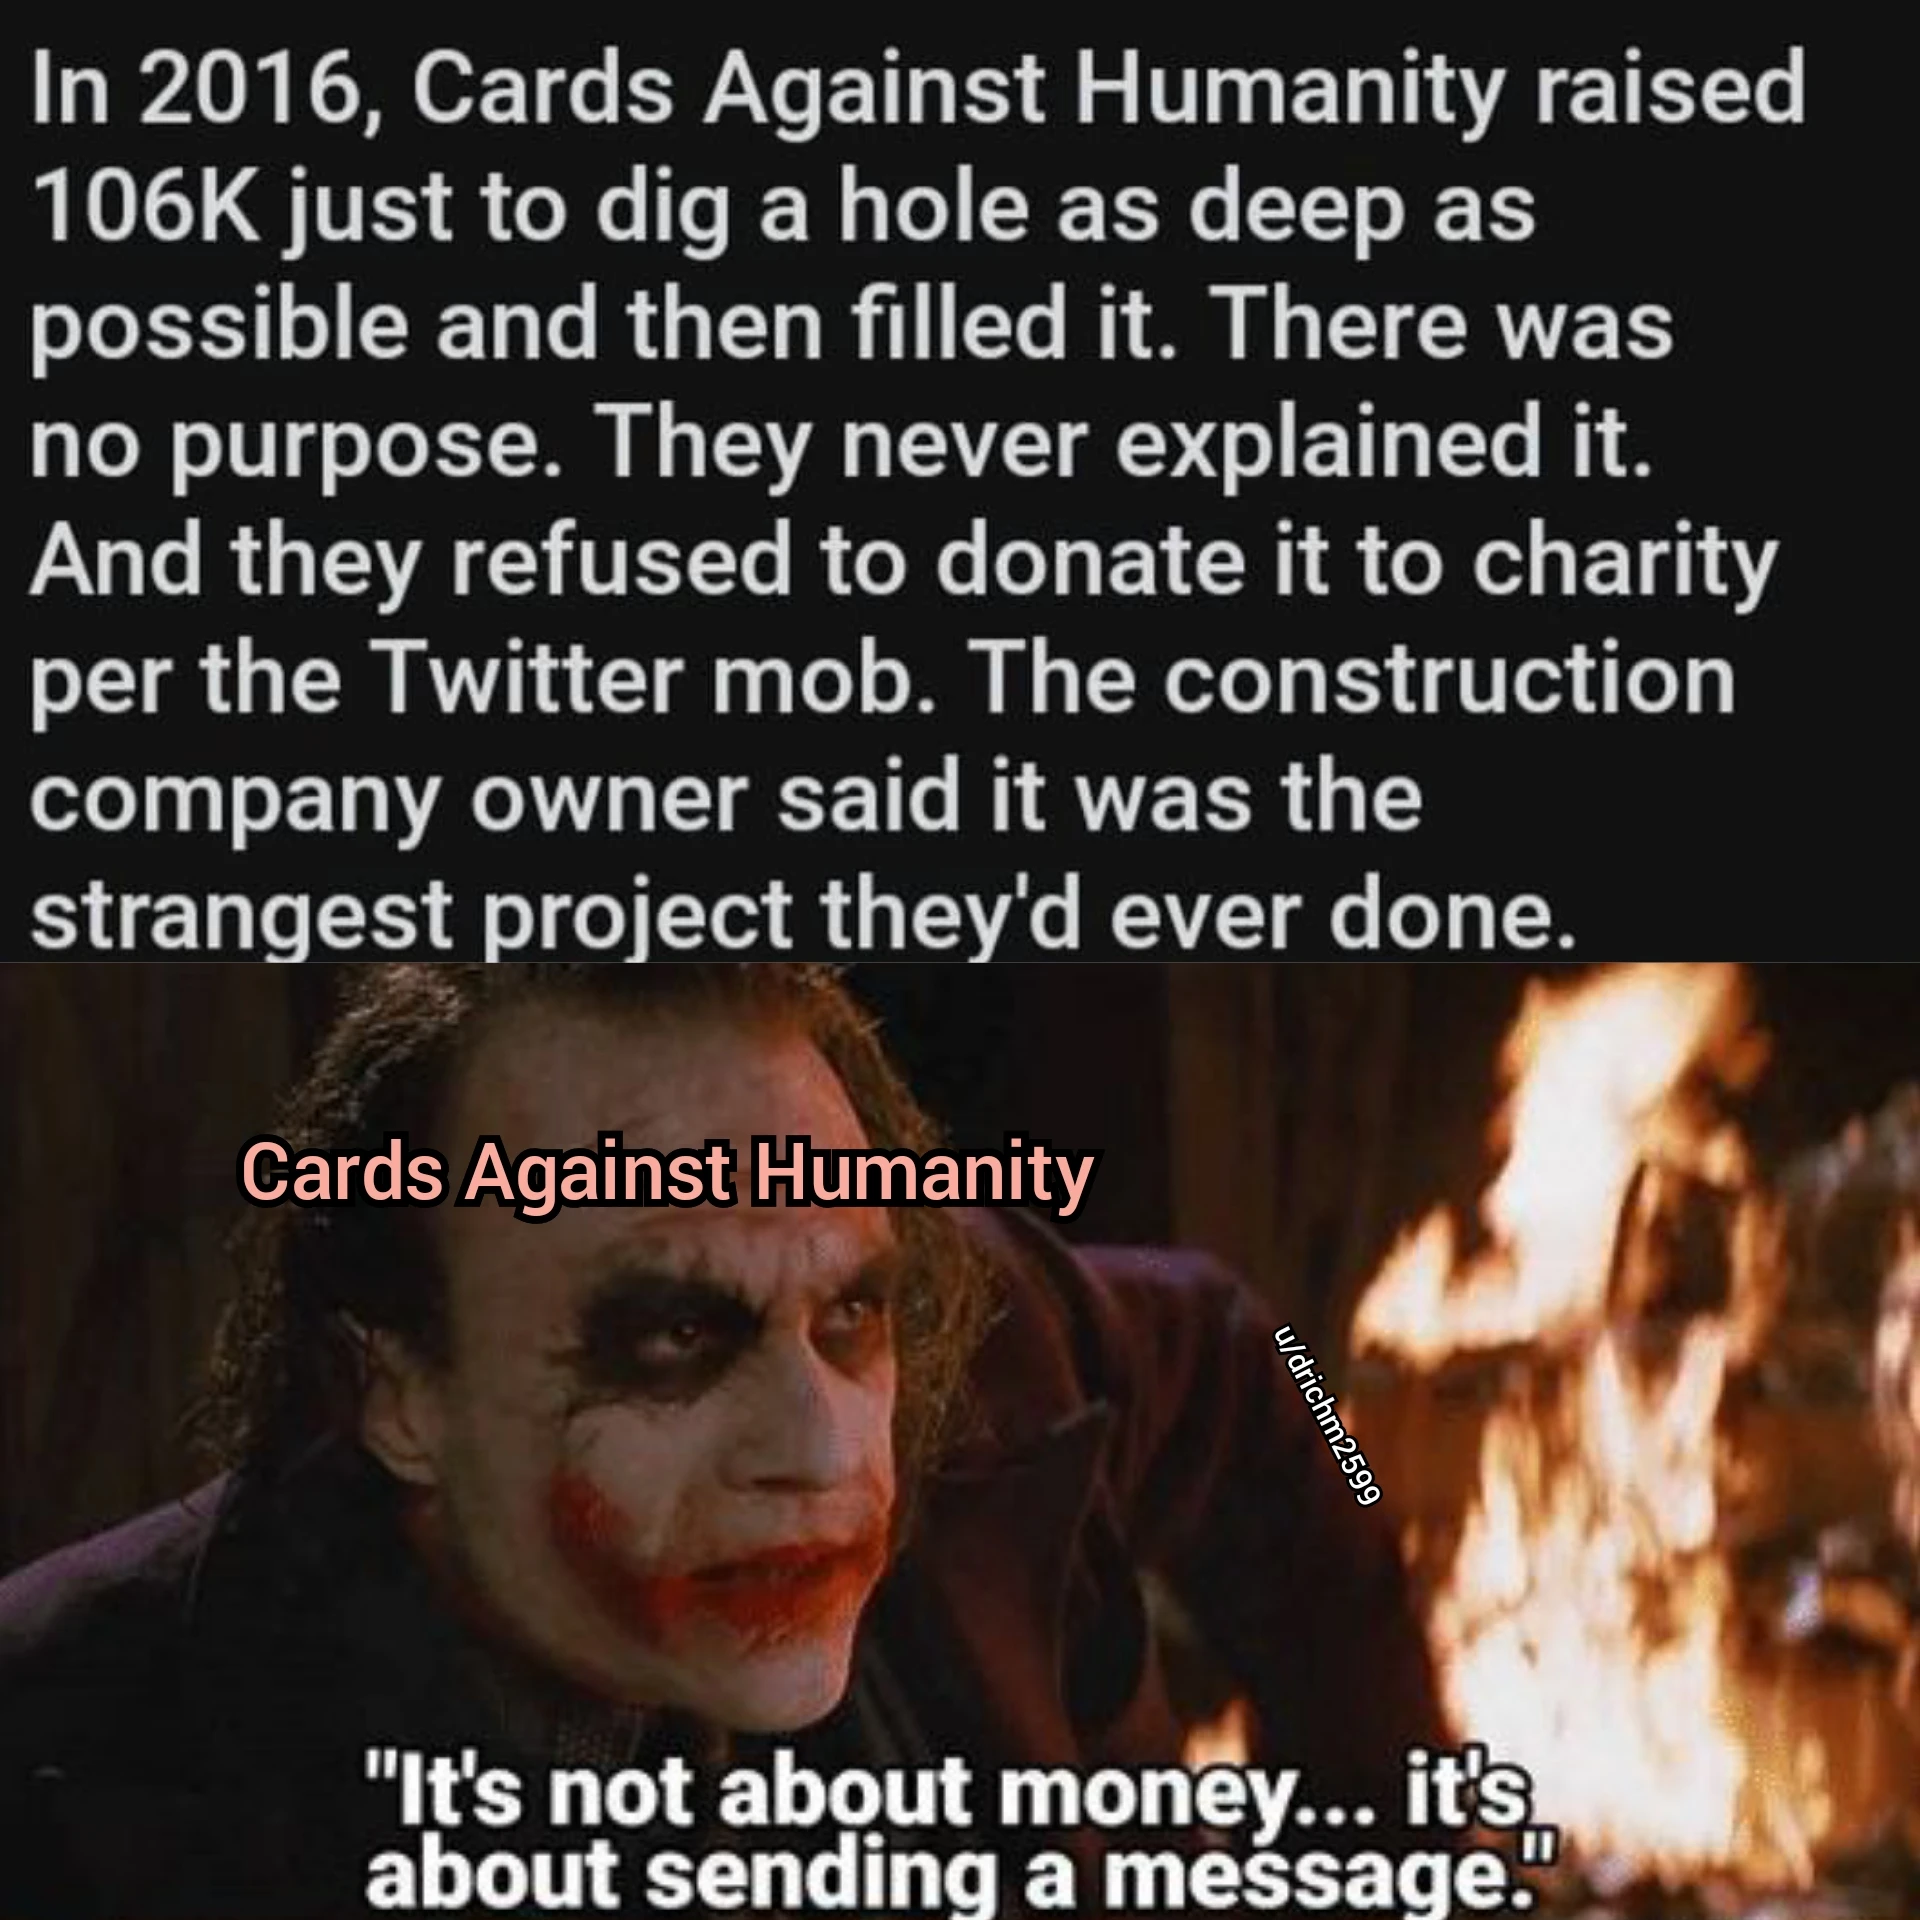 In 2016, Cards Against Humanity raised
106K just to dig a hole as deep as
possible and then filled it. There was
no purpose. They never explained it.
And they refused to donate it to charity
per the Twitter mob. The construction
company owner said it was the
strangest project they'd ever done.
Cards Against Humanity
u/drichm2599
"It's not about money... it's
about sending a message."